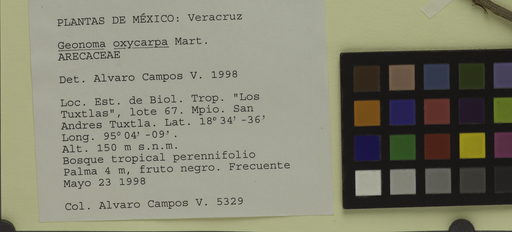 PLANTAS DE MÉXICO: Veracruz
Geonoma oxycarpa Mart.
ARECACEAE
Det. Alvaro Campos V. 1998
Loc. Est. de Biol. Trop. "Los
Tuxtlas", lote 67. Mpio. San
Andres Tuxtla. Lat. 18°34'-36'
Long. 95°04'-09'.
Alt. 150 m s.n.m.
Bosque tropical perennifolio
Palma 4 m, fruto negro. Frecuente
Mayo 23 1998
Col. Alvaro Campos V. 5329